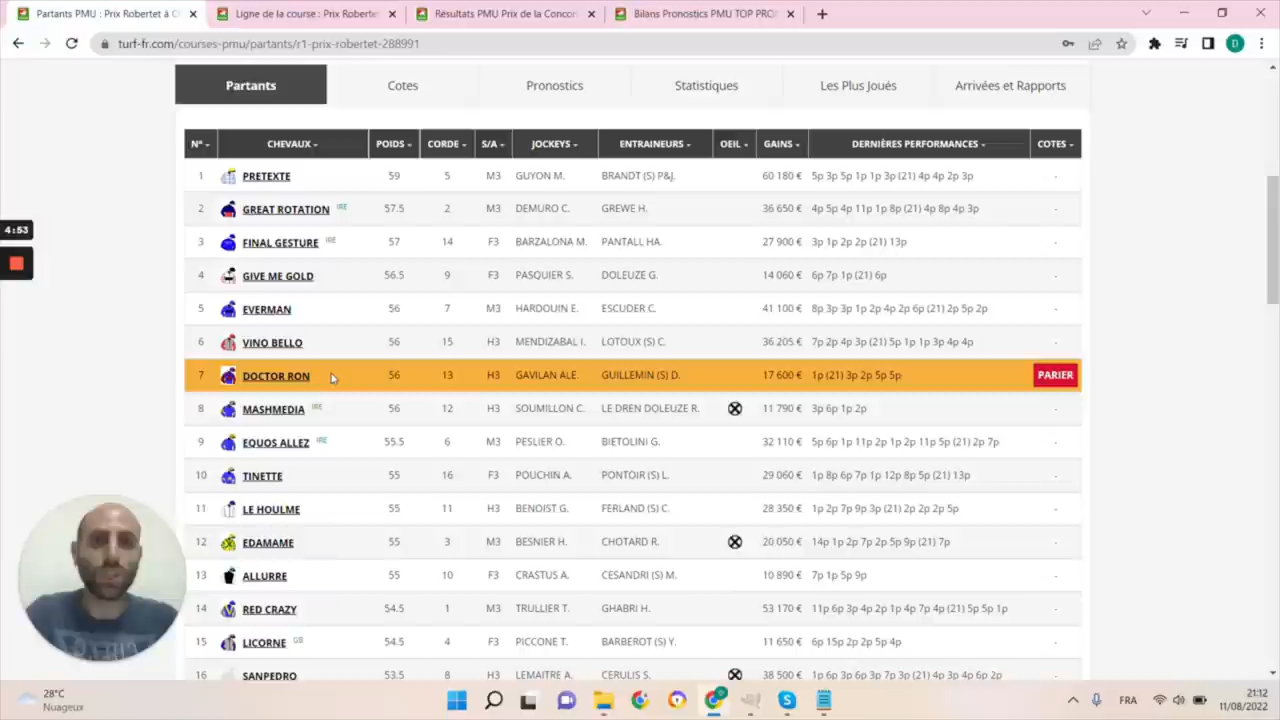 Partants PMU : Prix Robertet à C
Ligne de la course : Prix Roberte
Résultats PMU Prix de la Concor
Bilans Pronostics PMU TOP PRO
turf-fr.com/courses-pmu/partants/r1-prix-robertet-288991
D
Partants Cotes Pronostics Statistiques Les Plus Joués Arrivées et Rapports
N° CHEVAUX POIDS CORDE S/A JOCKEYS ENTRAINEURS OEIL GAINS DERNIÈRES PERFORMANCES COTES
1 PRETEXTE 59 5 M3 GUYON M. BRANDT (S) P&J. 60 180 € 5p 3p 5p 1p 1p 3p (21) 4p 4p 2p 3p -
2 GREAT ROTATION IRE 57.5 2 M3 DEMURO C. GREWE H. 36 650 € 4p 5p 4p 11p 1p 8p (21) 4p 8p 4p 3p -
4:53
3 FINAL GESTURE IRE 57 14 F3 BARZALONA M. PANTALL HA. 27 900 € 3p 1p 2p 2p (21) 13p -
4 GIVE ME GOLD 56.5 9 F3 PASQUIER S. DOLEUZE G. 14 060 € 6p 7p 1p (21) 6p -
5 EVERMAN 56 7 M3 HARDOUIN E. ESCUDER C. 41 100 € 8p 3p 3p 1p 2p 4p 2p 6p (21) 2p 5p 2p -
6 VINO BELLO 56 15 H3 MENDIZABAL I. LOTOUX (S) C. 36 205 € 7p 2p 4p 3p (21) 5p 1p 1p 3p 4p 4p -
7 DOCTOR RON 56 13 H3 GAVILAN ALE. GUILLEMIN (S) D. 17 600 € 1p (21) 3p 2p 5p 5p PARIER
8 MASHMEDIA IRE 56 12 H3 SOUMILLON C. LE DREN DOLEUZE R. 11 790 € 3p 6p 1p 2p -
9 EQUOS ALLEZ IRE 55.5 6 M3 PESLIER O. BIETOLINI G. 32 110 € 5p 6p 1p 11p 2p 1p 2p 11p 5p (21) 2p 7p -
10 TINETTE 55 16 F3 POUCHIN A. PONTOIR (S) L. 29 060 € 1p 8p 6p 7p 1p 12p 8p 5p (21) 13p -
11 LE HOULME 55 11 H3 BENOIST G. FERLAND (S) C. 28 350 € 1p 2p 7p 9p 3p (21) 2p 2p 2p 5p -
12 EDAMAME 55 3 M3 BESNIER H. CHOTARD R. 20 050 € 14p 1p 2p 7p 2p 5p 9p (21) 7p -
13 ALLURRE 55 10 F3 CRASTUS A. CESANDRI (S) M. 10 890 € 7p 1p 5p 9p -
14 RED CRAZY 54.5 1 M3 TRULLIER T. GHABRI H. 53 170 € 11p 6p 3p 4p 2p 1p 4p 7p 4p (21) 5p 5p 1p -
15 LICORNE GB 54.5 4 F3 PICCONE T. BARBEROT (S) Y. 11 650 € 6p 15p 2p 2p 5p 4p -
16 SANPEDRO 53.5 8 H3 LEMAITRE A. CERULIS S. 38 500 € 1p 6p 3p 6p 3p 7p 3p (21) 4p 3p 4p 6p 2p -
28°C
Nuageux
FRA
21:12
11/08/2022